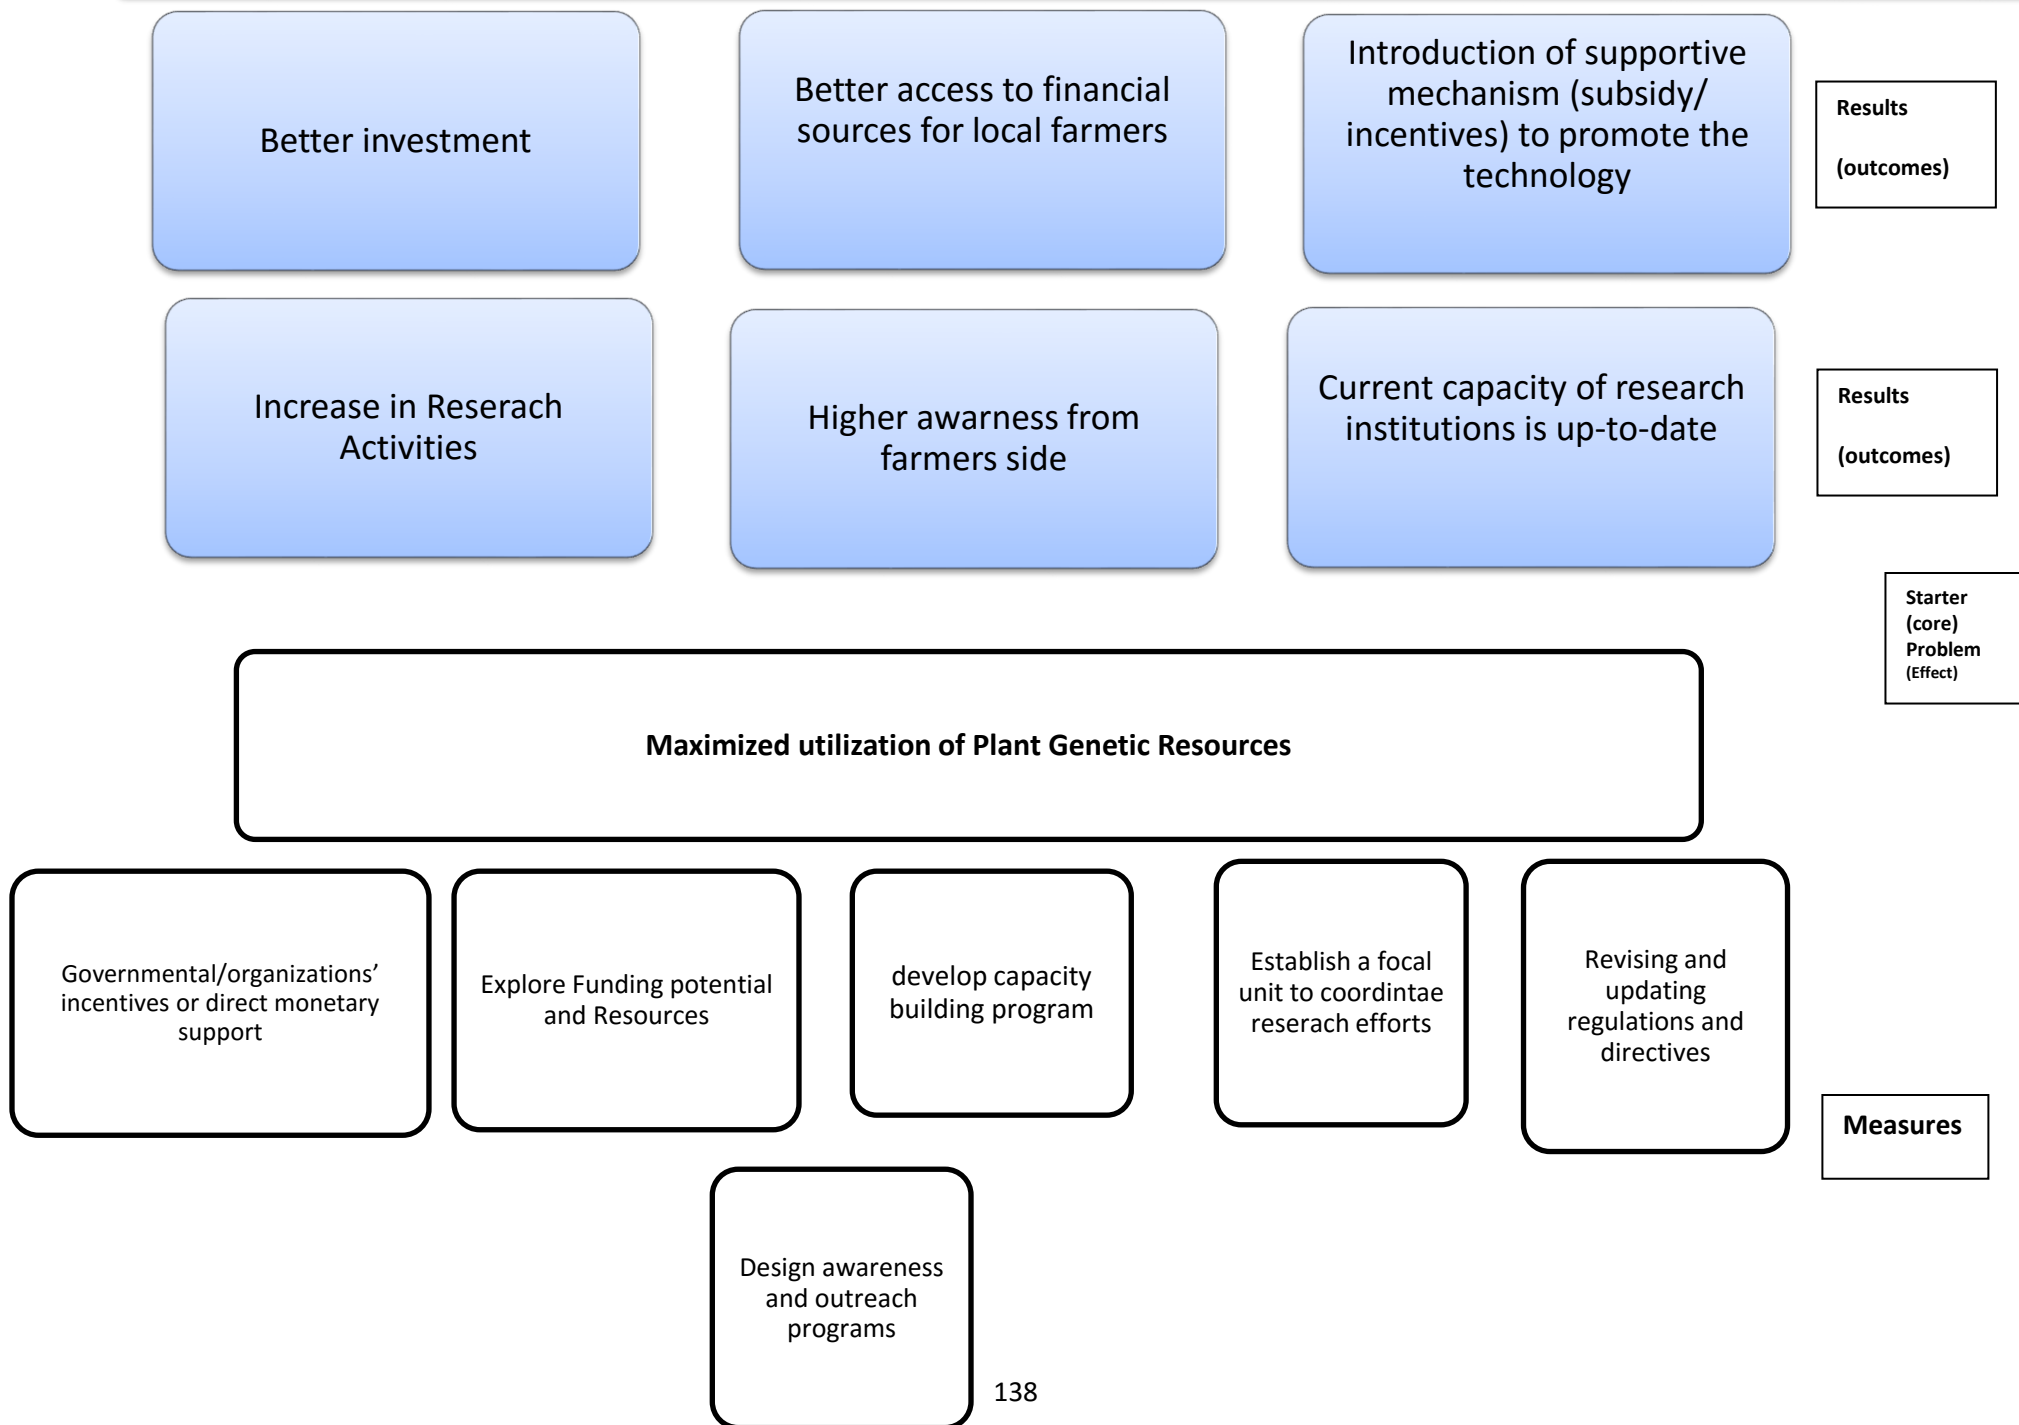 Better investment
Better access to financial
sources for local farmers
Introduction of supportive
mechanism (subsidy/
incentives) to promote the
technology
Results
(outcomes)
Increase in Reserach
Activities
Higher awarness from
farmers side
Current capacity of research
institutions is up-to-date
Results
(outcomes)
Starter
(core)
Problem
(Effect)
Maximized utilization of Plant Genetic Resources
Governmental/organizations’
incentives or direct monetary
support
Explore Funding potential
and Resources
develop capacity
building program
Establish a focal
unit to coordintae
reserach efforts
Revising and
updating
regulations and
directives
Measures
Design awareness
and outreach
programs
138